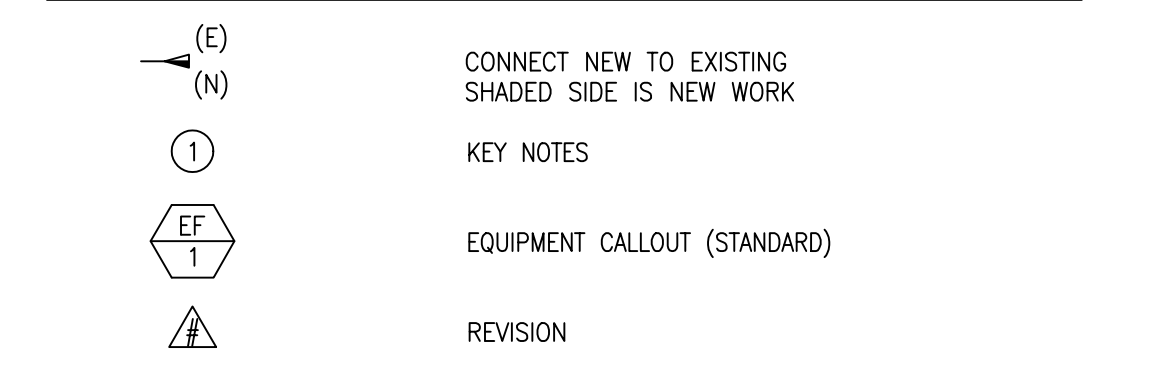 (E)
(N)
CONNECT NEW TO EXISTING
SHADED SIDE IS NEW WORK
1
KEY NOTES
EF
1
EQUIPMENT CALLOUT (STANDARD)
#
REVISION